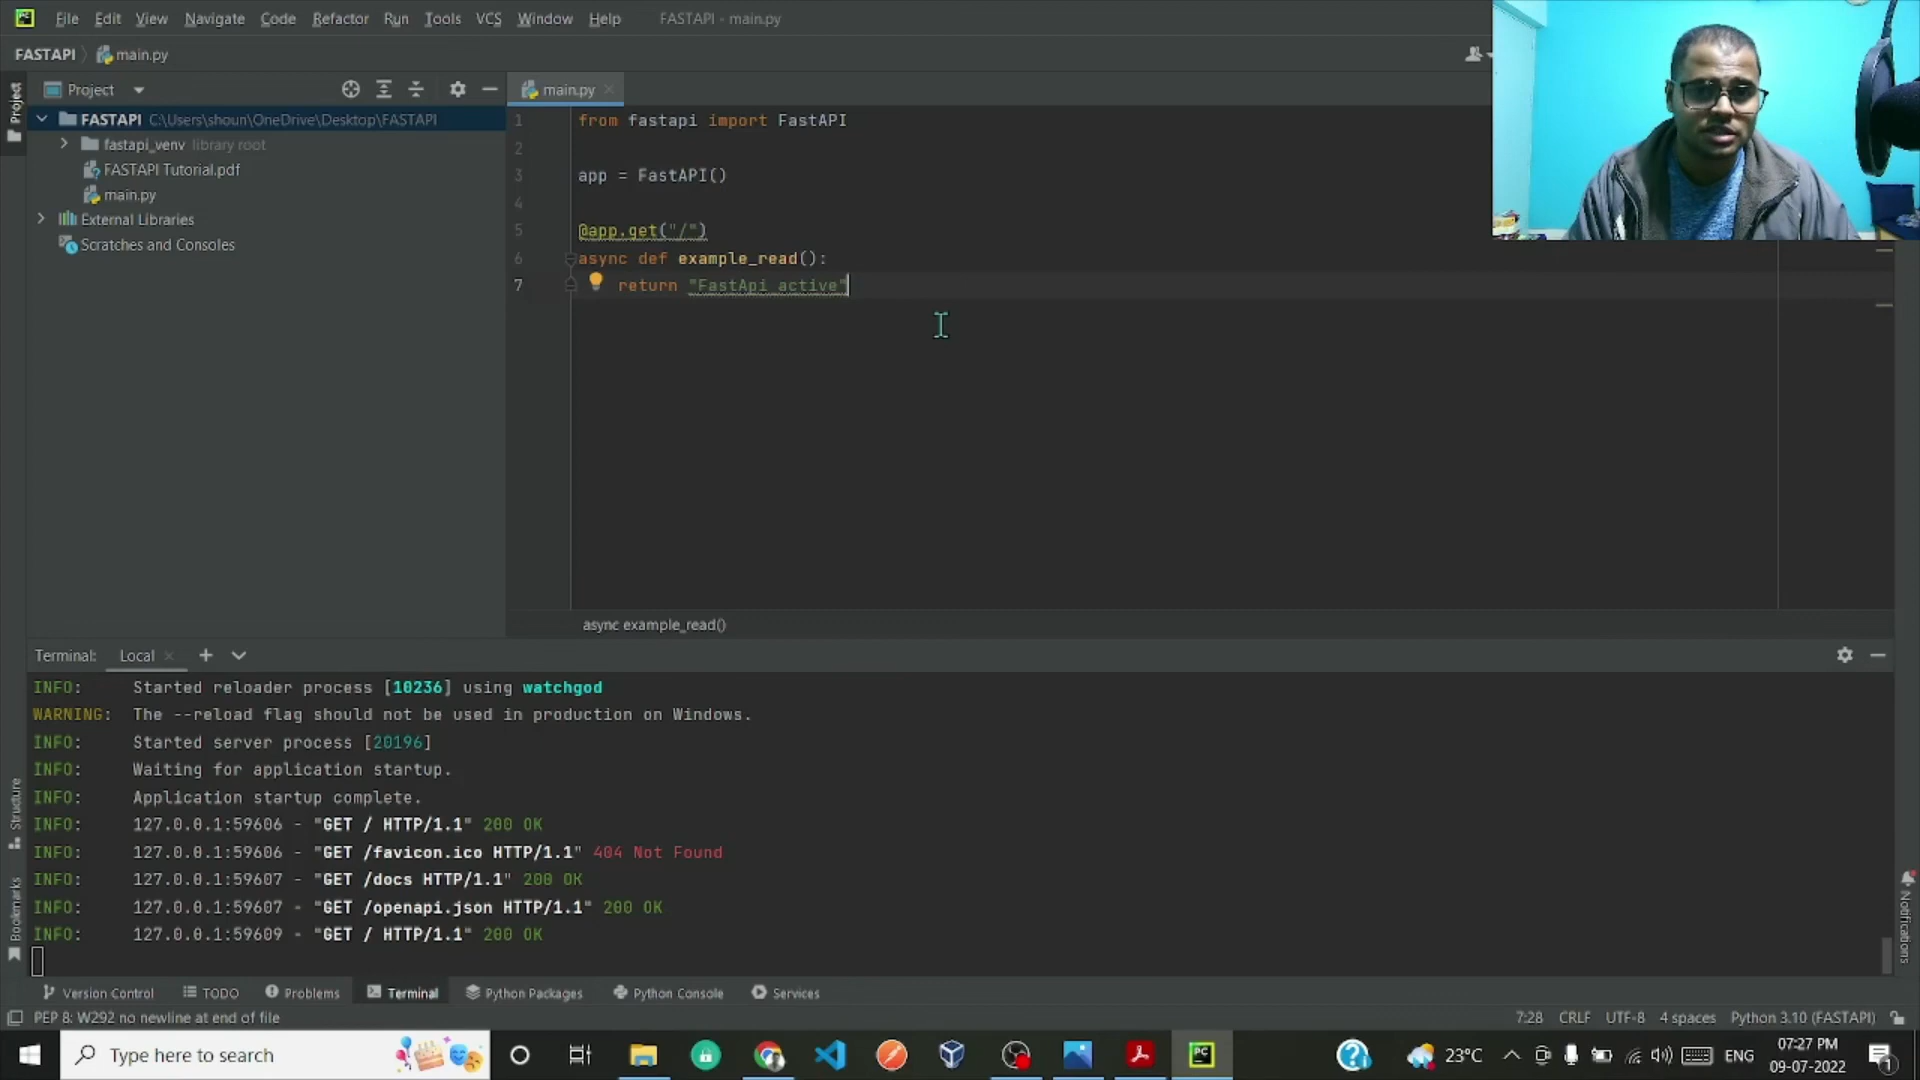 File Edit View Navigate Code Refactor Run Tools VCS Window Help FASTAPI - main.py
FASTAPI main.py
Project
Project
main.py
FASTAPI C:\Users\shoun\OneDrive\Desktop\FASTAPI
fastapi_venv library root
FASTAPI Tutorial.pdf
main.py
External Libraries
Scratches and Consoles
1 from fastapi import FastAPI
2
3 app = FastAPI()
4
5 @app.get("/")
6 async def example_read():
7 return "FastApi active"
async example_read()
Terminal: Local
INFO: Started reloader process [10236] using watchgod
WARNING: The --reload flag should not be used in production on Windows.
INFO: Started server process [20196]
INFO: Waiting for application startup.
INFO: Application startup complete.
INFO: 127.0.0.1:59606 - "GET / HTTP/1.1" 200 OK
INFO: 127.0.0.1:59606 - "GET /favicon.ico HTTP/1.1" 404 Not Found
INFO: 127.0.0.1:59607 - "GET /docs HTTP/1.1" 200 OK
INFO: 127.0.0.1:59607 - "GET /openapi.json HTTP/1.1" 200 OK
INFO: 127.0.0.1:59609 - "GET / HTTP/1.1" 200 OK
Structure
Bookmarks
Notifications
Version Control TODO Problems Terminal Python Packages Python Console Services
PEP 8: W292 no newline at end of file 7:28 CRLF UTF-8 4 spaces Python 3.10 (FASTAPI)
Type here to search PC 23°C ENG 07:27 PM
09-07-2022 1